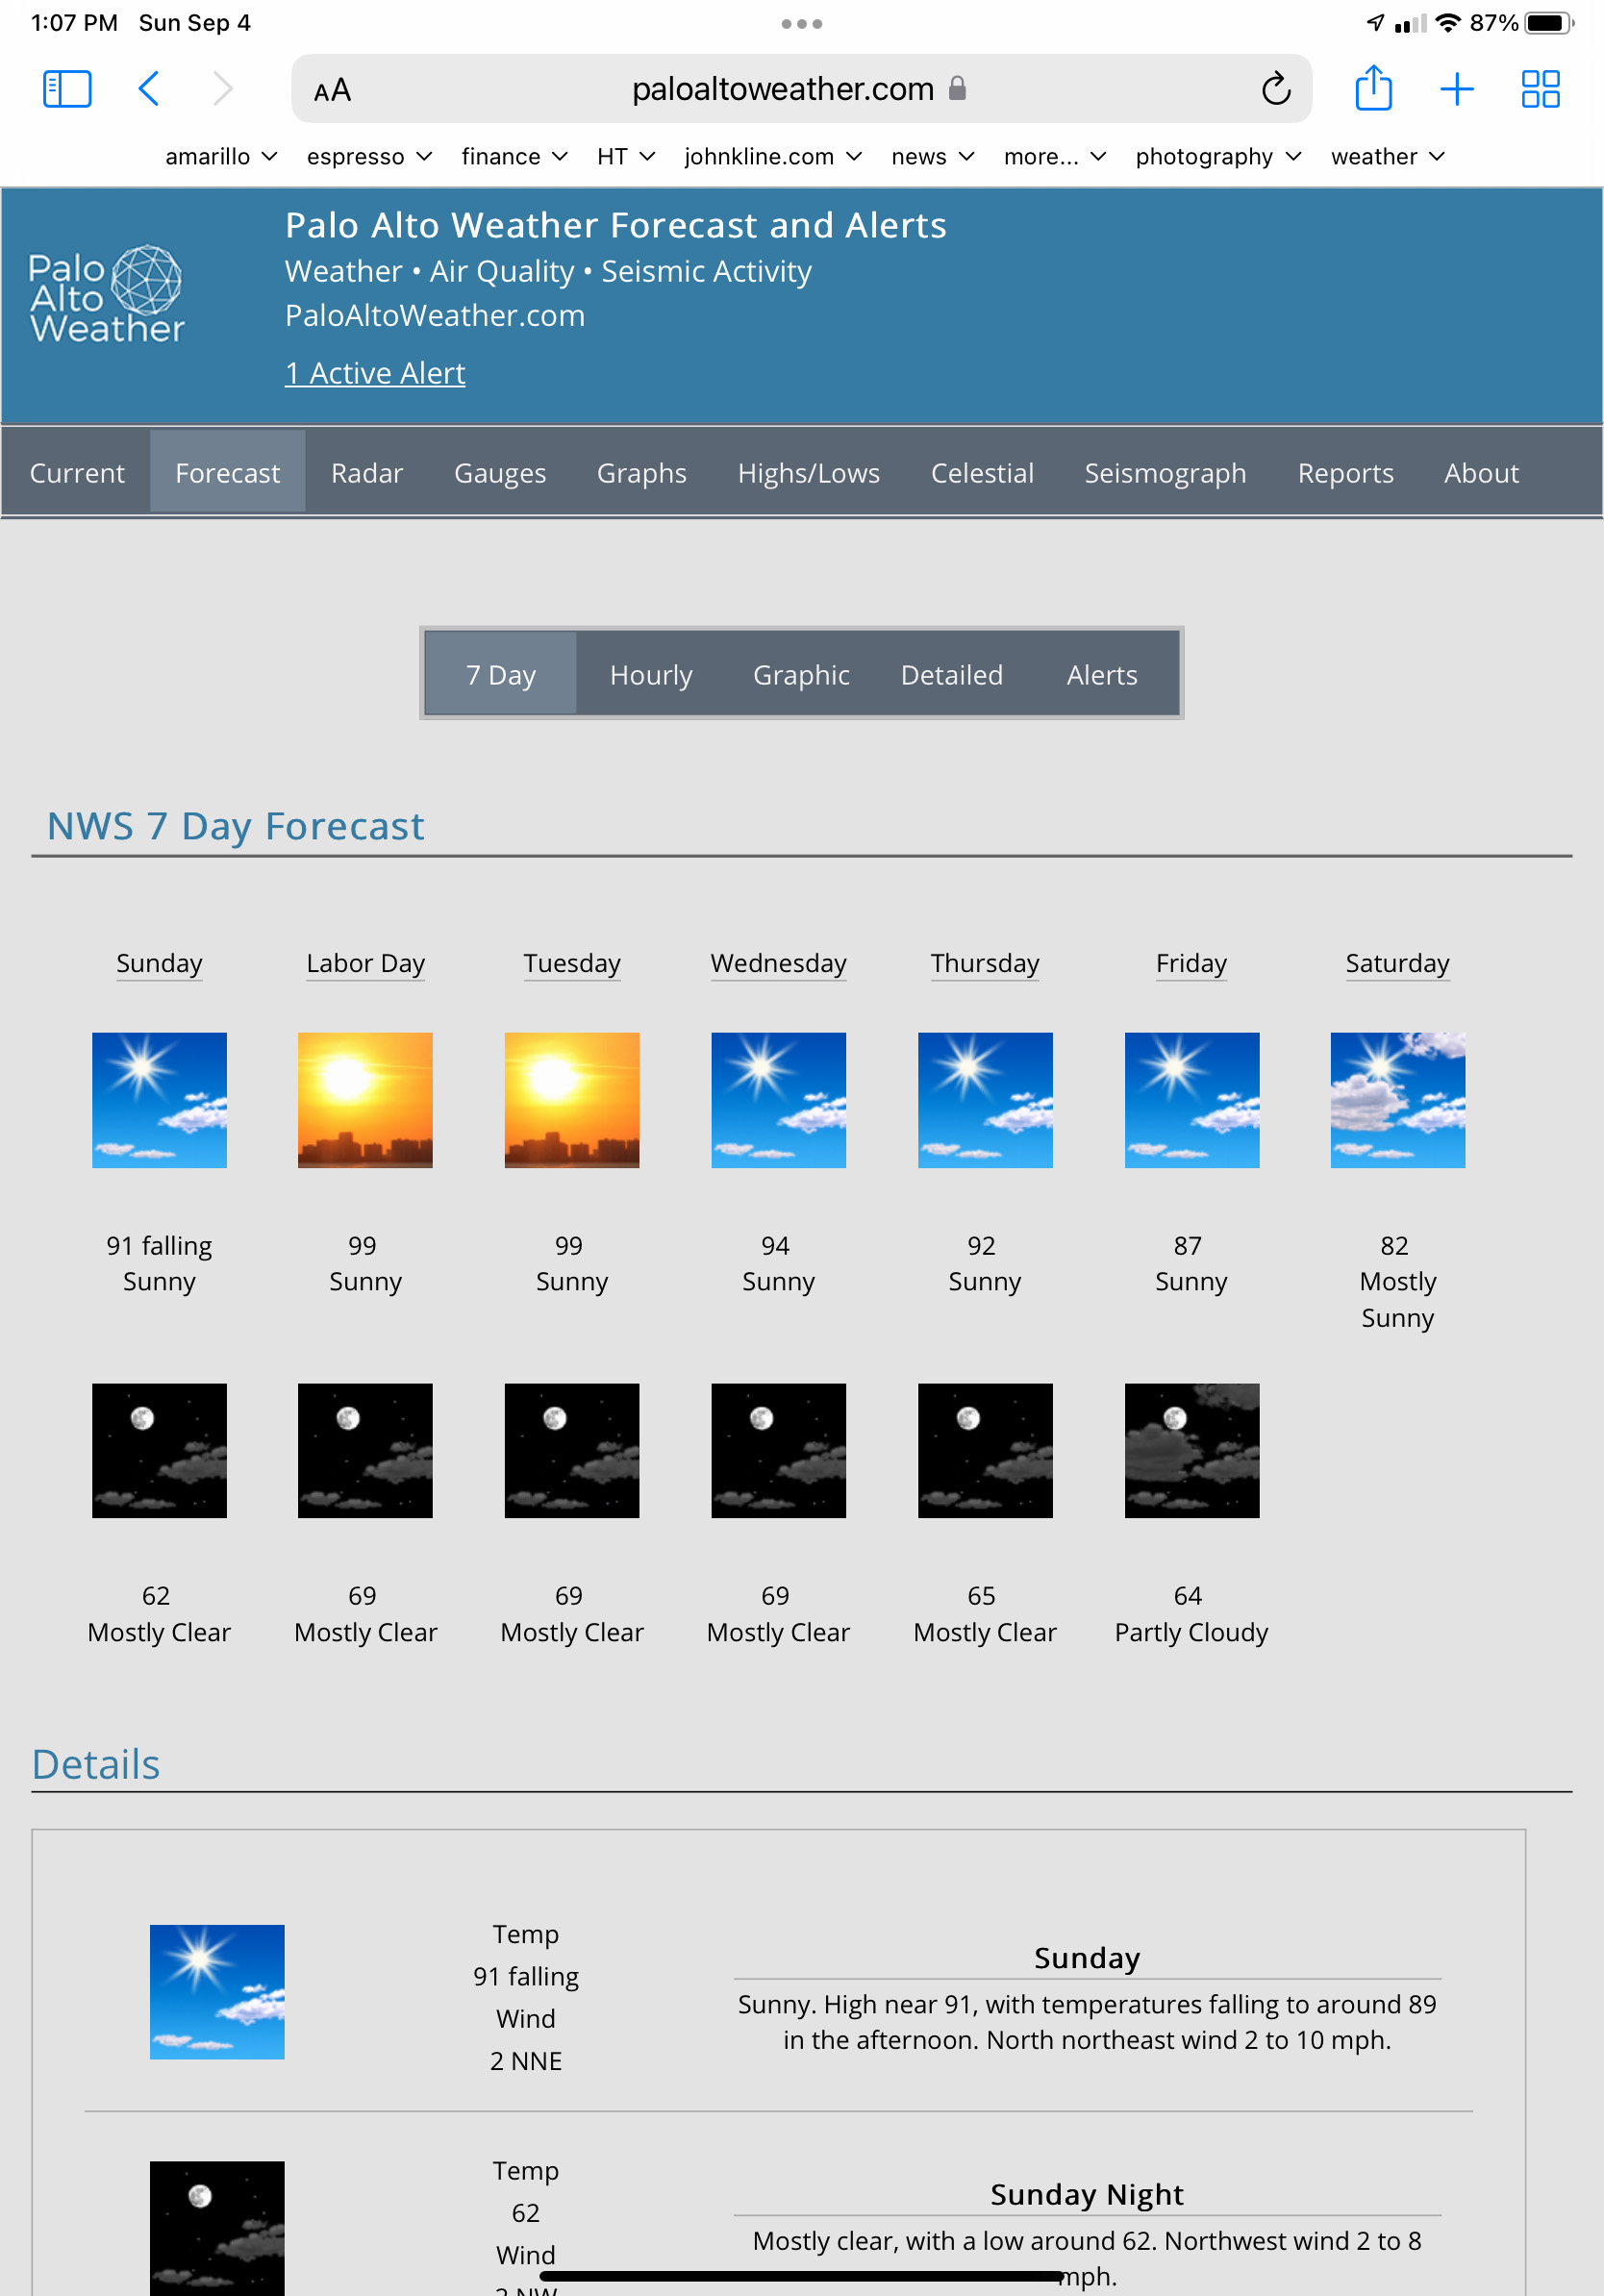 1:07 PM Sun Sep 4
87%
AA
paloaltoweather.com
amarillo espresso finance HT johnkline.com news more... photography weather
Palo
Alto
Weather
Palo Alto Weather Forecast and Alerts
Weather • Air Quality • Seismic Activity
PaloAltoWeather.com
1 Active Alert
Current Forecast Radar Gauges Graphs Highs/Lows Celestial Seismograph Reports About
7 Day Hourly Graphic Detailed Alerts
NWS 7 Day Forecast
Sunday Labor Day Tuesday Wednesday Thursday Friday Saturday
91 falling 99 99 94 92 87 82
Sunny Sunny Sunny Sunny Sunny Sunny Mostly
Sunny
62 69 69 69 65 64
Mostly Clear Mostly Clear Mostly Clear Mostly Clear Mostly Clear Partly Cloudy
Details
Temp
91 falling
Wind
2 NNE
Sunday
Sunny. High near 91, with temperatures falling to around 89
in the afternoon. North northeast wind 2 to 10 mph.
Temp
62
Wind
2 NW
Sunday Night
Mostly clear, with a low around 62. Northwest wind 2 to 8
mph.